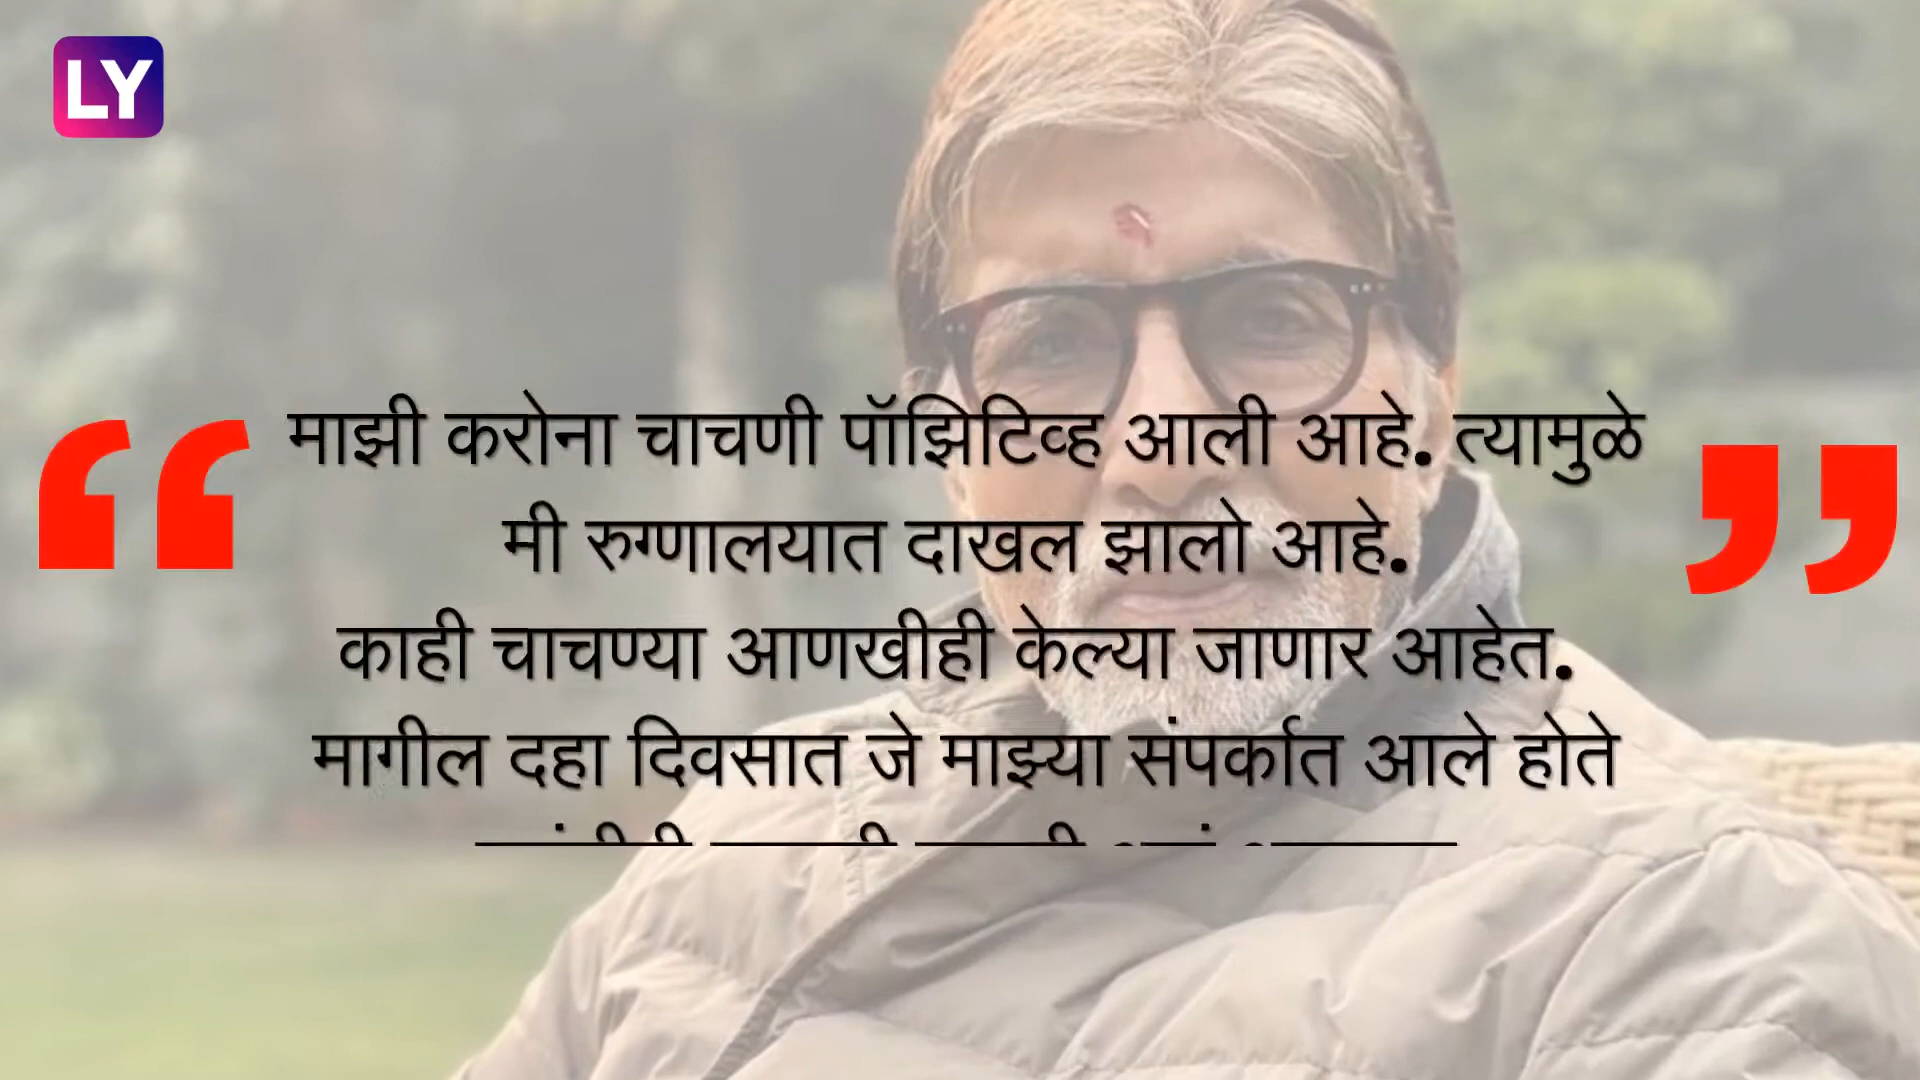 LY
माझी करोना चाचणी पॉझिटिव्ह आली आहे. त्यामुळे
मी रुग्णालयात दाखल झालो आहे.
काही चाचण्या आणखीही केल्या जाणार आहेत.
मागील दहा दिवसात जे माझ्या संपर्कात आले होते